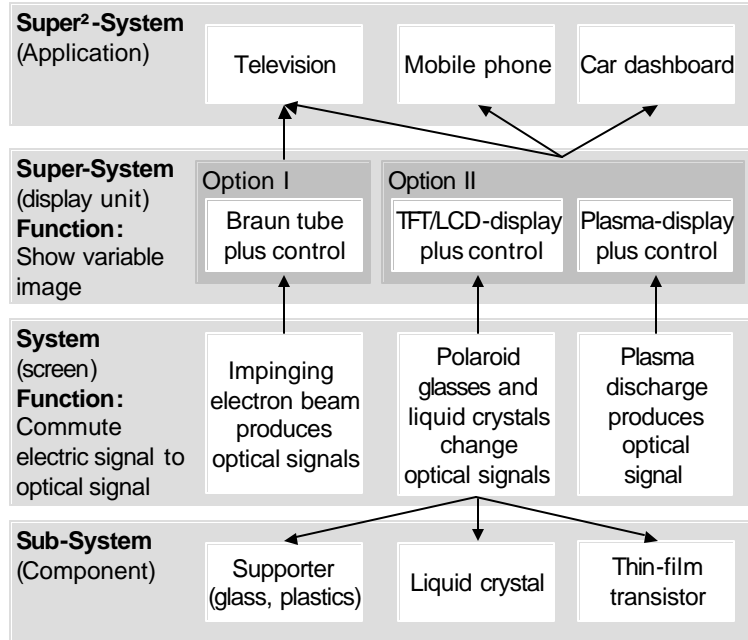 Super²-System
(Application)
Television
Mobile phone
Car dashboard
Super-System
(display unit)
Function:
Show variable
image
Option I
Braun tube
plus control
Option II
TFT/LCD-display
plus control
Plasma-display
plus control
System
(screen)
Function:
Commute
electric signal to
optical signal
Impinging
electron beam
produces
optical signals
Polaroid
glasses and
liquid crystals
change
optical signals
Plasma
discharge
produces
optical
signal
Sub-System
(Component)
Supporter
(glass, plastics)
Liquid crystal
Thin-film
transistor